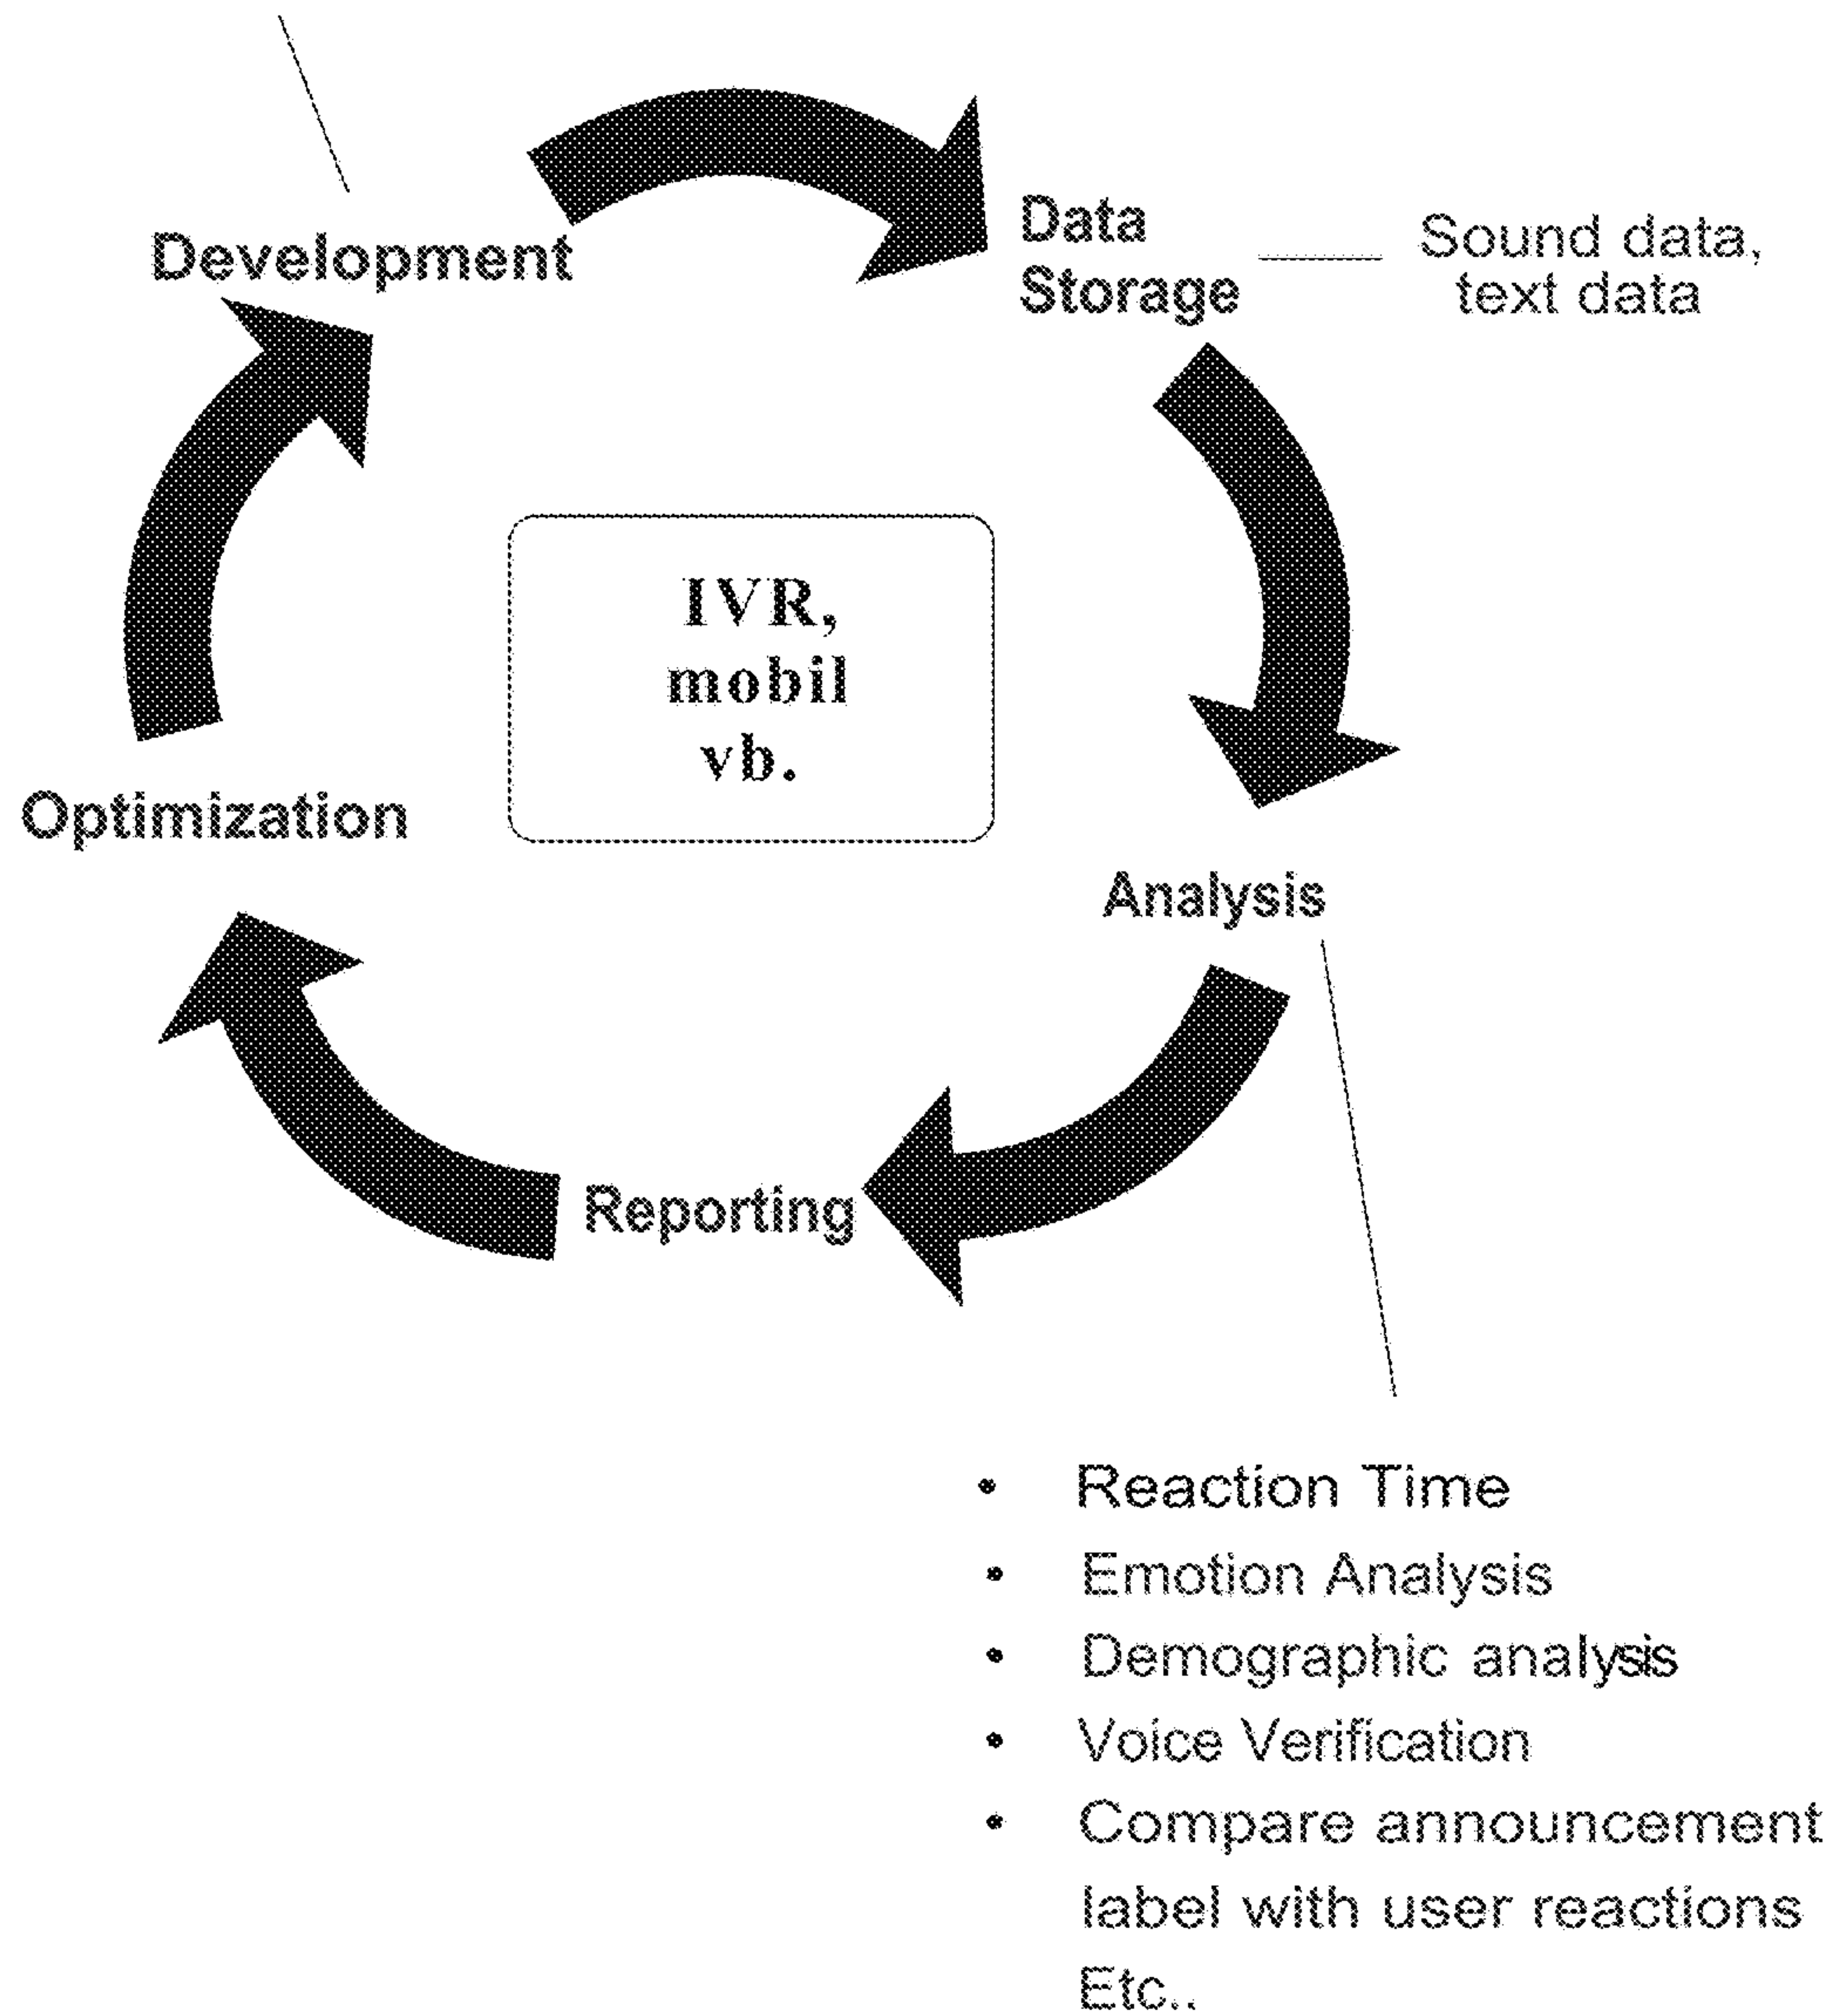 Development
Data
Storage
Sound data,
text data
IVR,
mobil
vb.
Optimization
Analysis
Reporting
• Reaction Time
• Emotion Analysis
• Demographic analysis
• Voice Verification
• Compare announcement
label with user reactions
Etc..